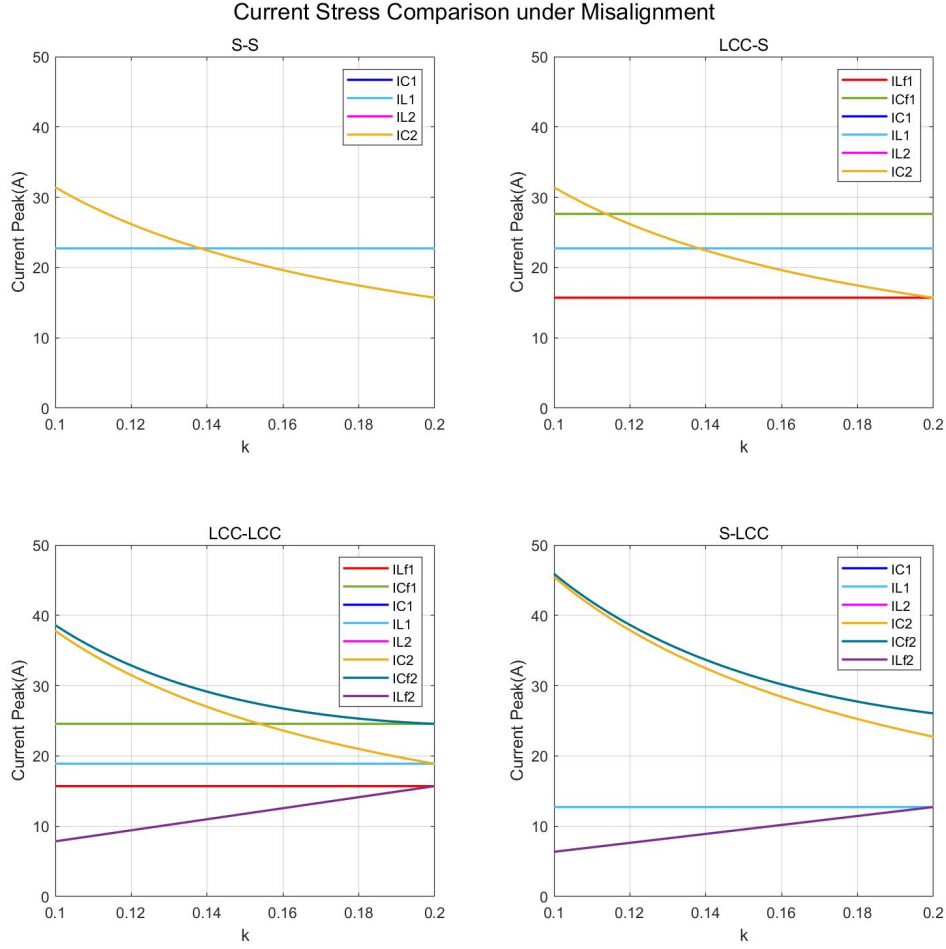 Current Stress Comparison under Misalignment
S-S
Current Peak(A)
50
40
30
20
10
0
0.1 0.12 0.14 0.16 0.18 0.2
k
IC1
IL1
IL2
IC2
LCC-S
Current Peak(A)
50
40
30
20
10
0
0.1 0.12 0.14 0.16 0.18 0.2
k
ILf1
ICf1
IC1
IL1
IL2
IC2
LCC-LCC
Current Peak(A)
50
40
30
20
10
0
0.1 0.12 0.14 0.16 0.18 0.2
k
ILf1
ICf1
IC1
IL1
IL2
IC2
ICf2
ILf2
S-LCC
Current Peak(A)
50
40
30
20
10
0
0.1 0.12 0.14 0.16 0.18 0.2
k
IC1
IL1
IL2
IC2
ICf2
ILf2